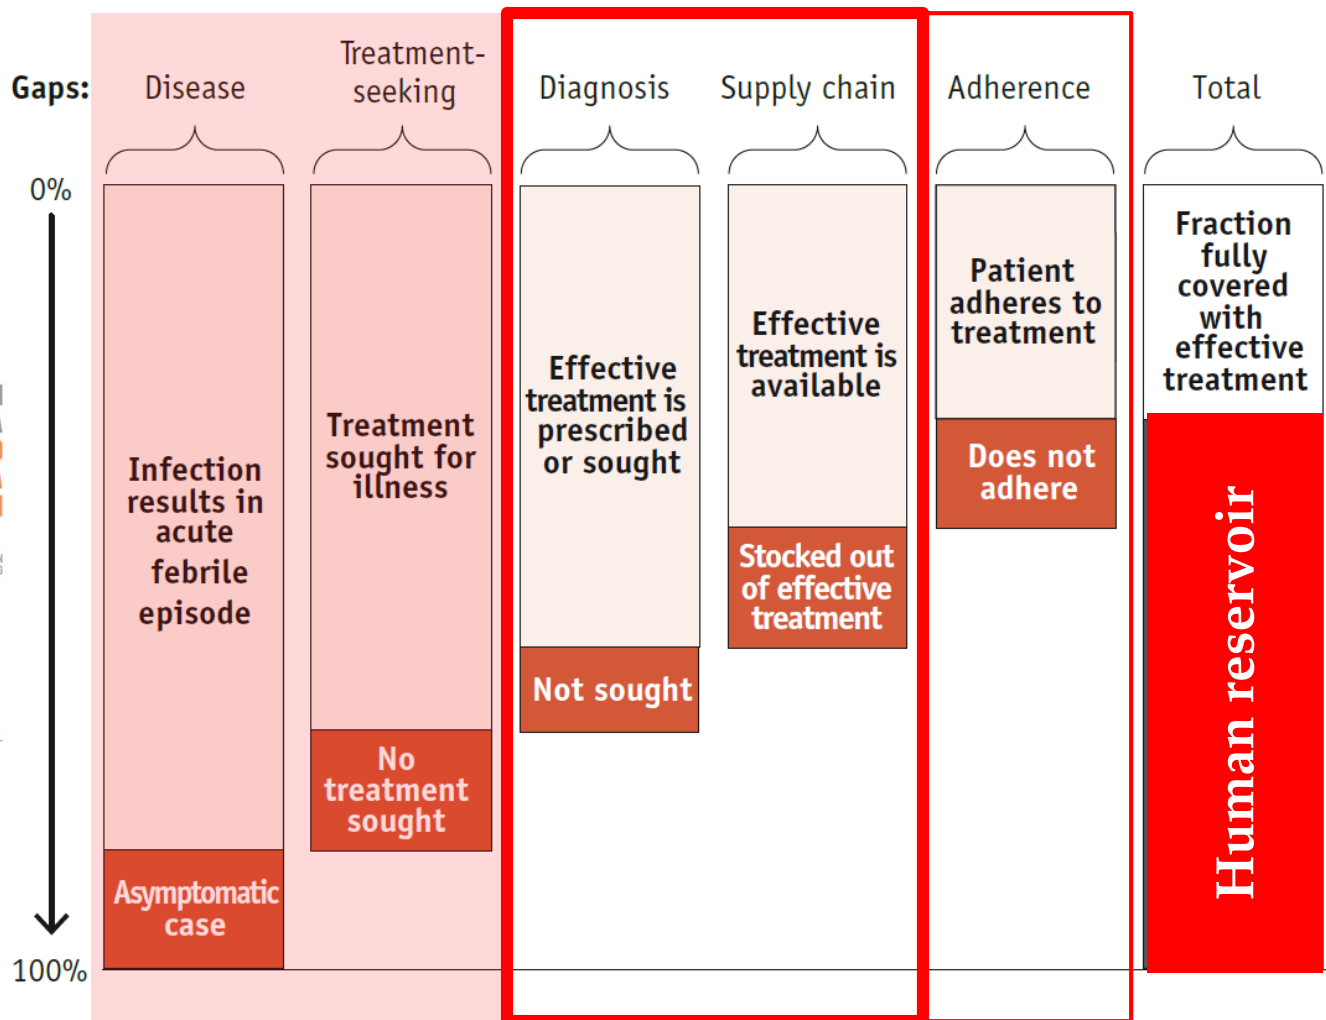 Gaps:
Disease
Treatment-
seeking
Diagnosis
Supply chain
Adherence
Total
0%
100%
Infection
results in
acute
febrile
episode
Asymptomatic
case
Treatment
sought for
illness
No
treatment
sought
Effective
treatment is
prescribed
or sought
Not sought
Effective
treatment is
available
Stocked out
of effective
treatment
Patient
adheres to
treatment
Does not
adhere
Fraction
fully
covered
with
effective
treatment
Human reservoir